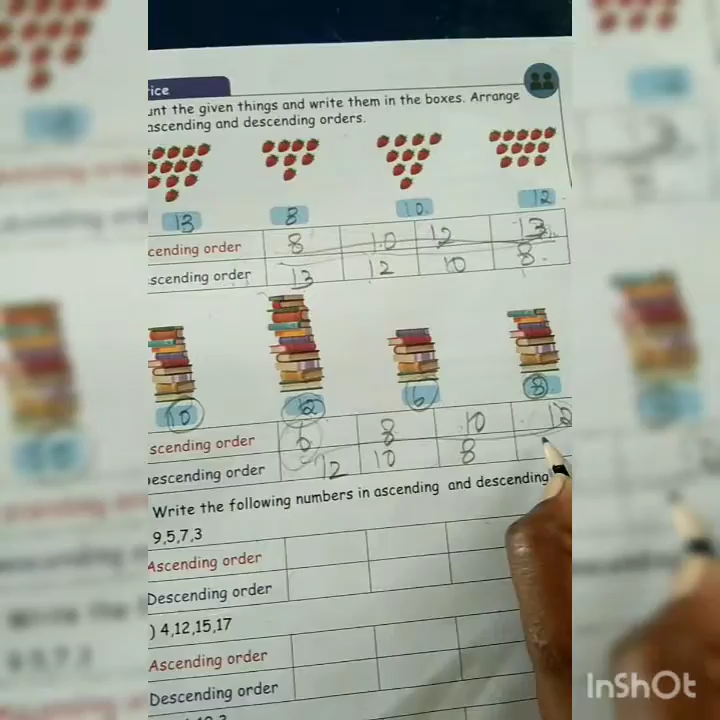 ice
unt the given things and write them in the boxes. Arrange
ascending and descending orders.
13 8 10 12
cending order 8 10 12 13
scending order 13 12 10 8
10 12 6 8
scending order 6 8 10 12
escending order 12 10 8
Write the following numbers in ascending and descending
9,5,7,3
Ascending order
Descending order
) 4,12,15,17
Ascending order
Descending order
InShOt